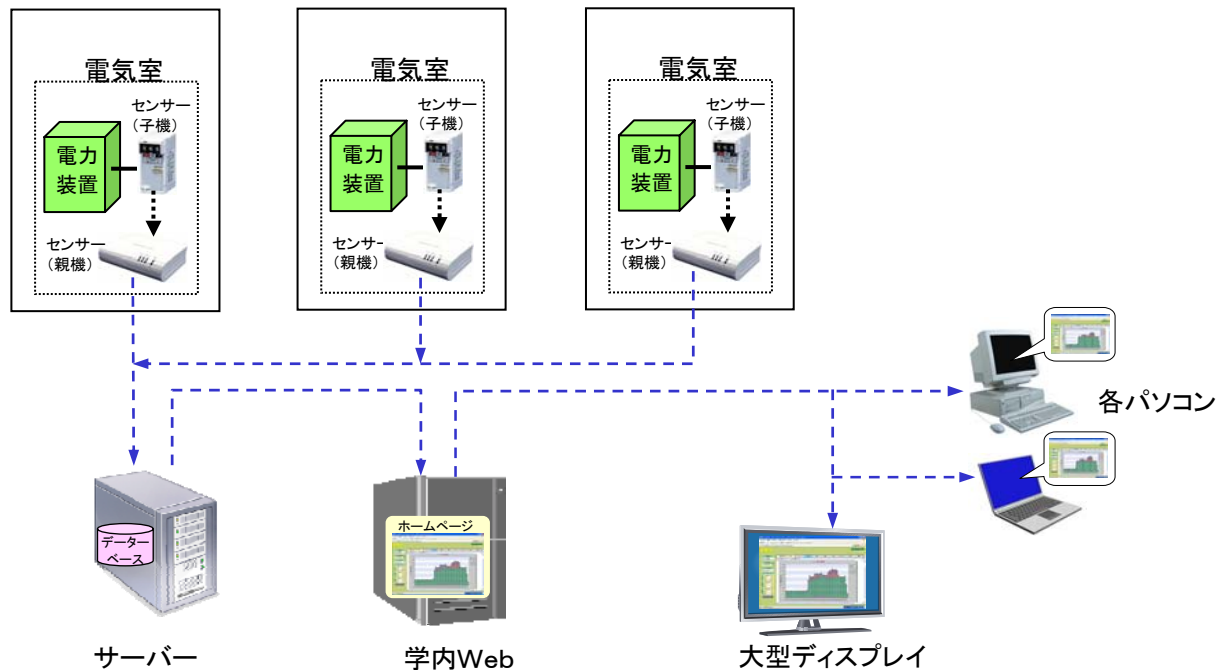 電気室
センサー
(子機)
電力
装置
センサー
(親機)
電気室
センサー
(子機)
電力
装置
センサー
(親機)
電気室
センサー
(子機)
電力
装置
センサー
(親機)
各パソコン
データー
ベース
ホームページ
サーバー
学内Web
大型ディスプレイ